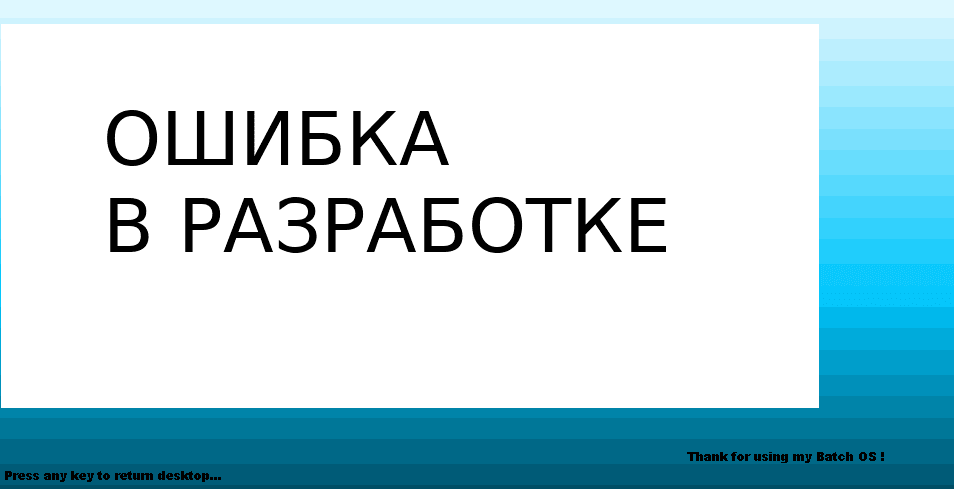 ОШИБКА
В РАЗРАБОТКЕ
Thank for using my Batch OS !
Press any key to return desktop...